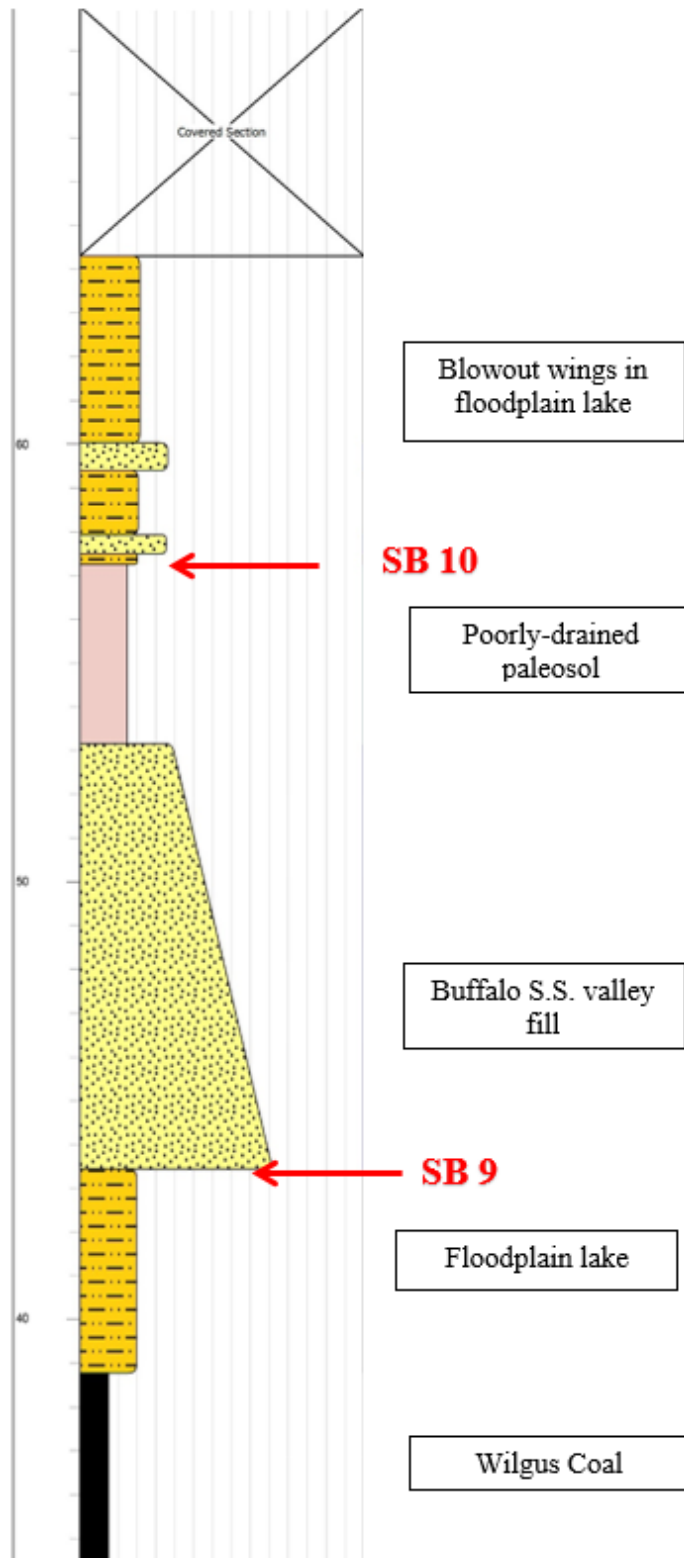 Covered Section
Blowout wings in
floodplain lake
60
SB 10
Poorly-drained
paleosol
50
Buffalo S.S. valley
fill
SB 9
Floodplain lake
40
Wilgus Coal